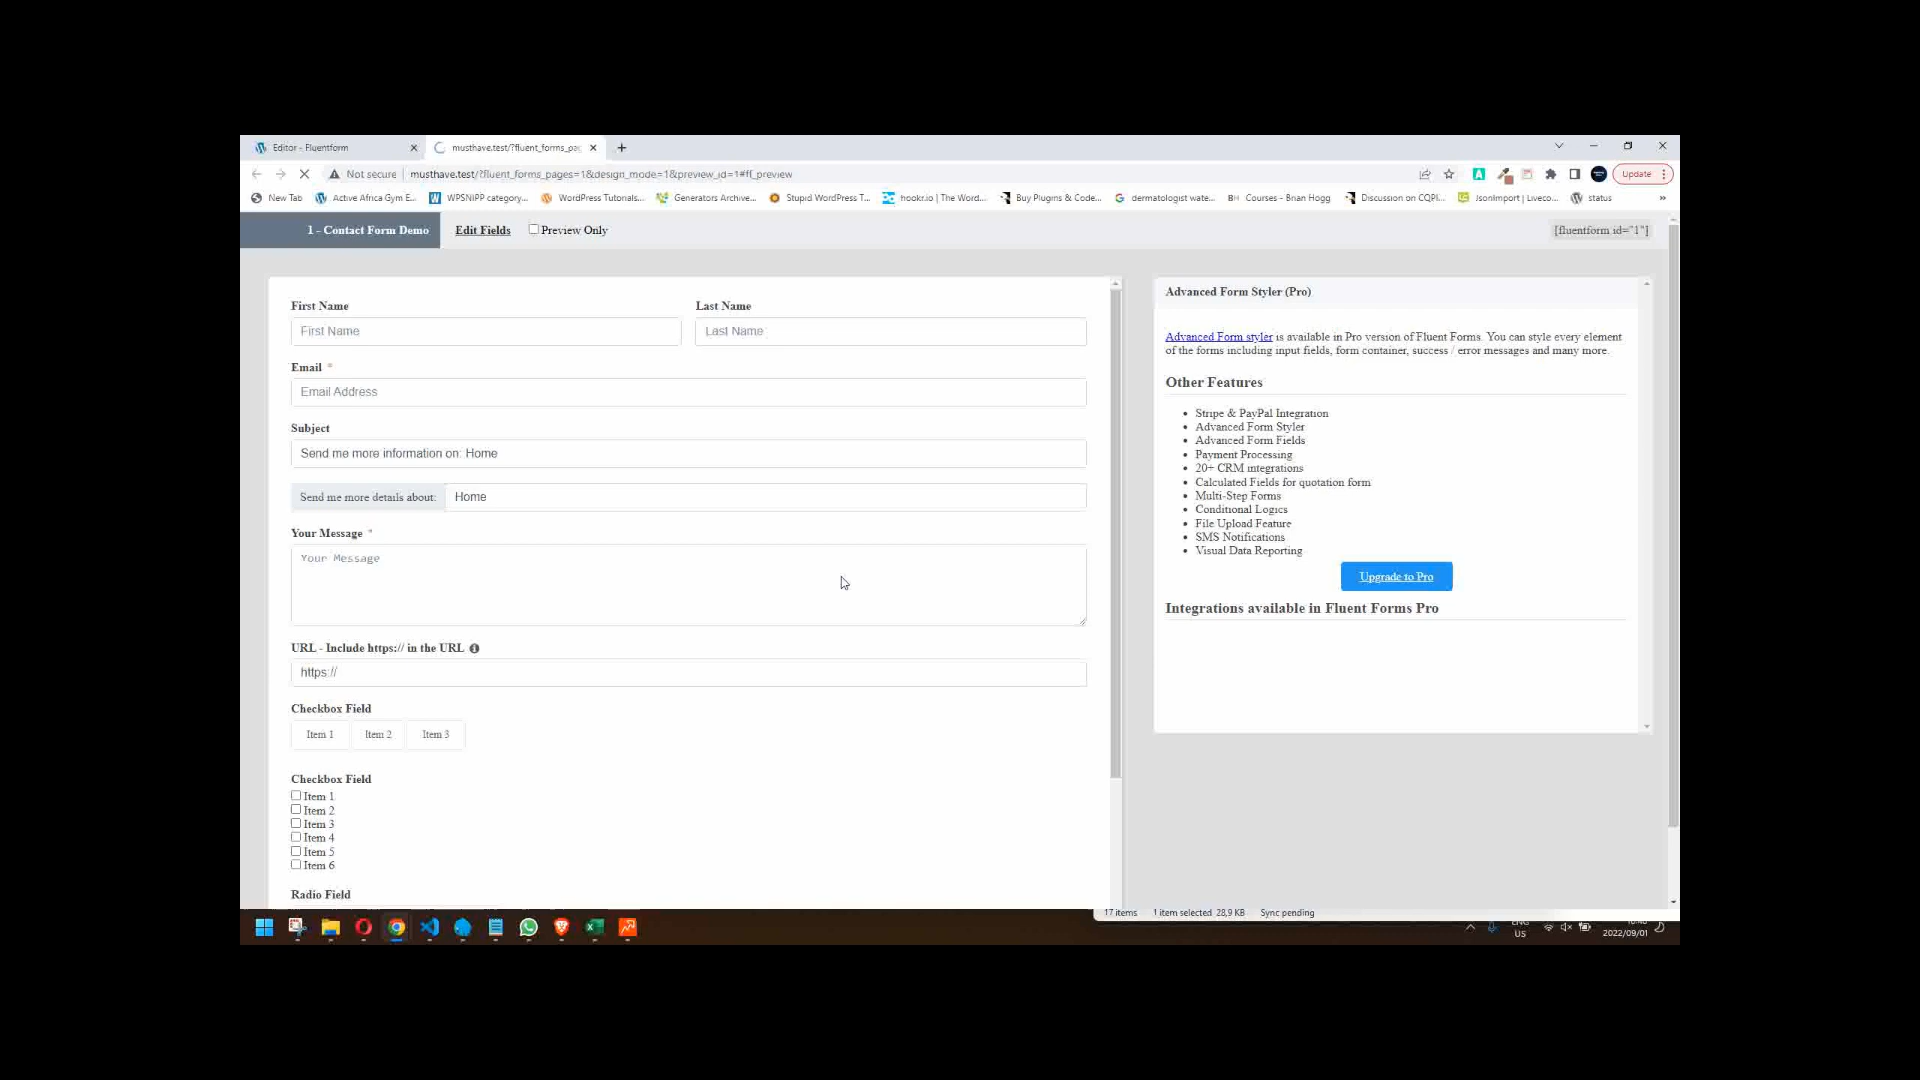 Editor - Fluentform
musthave.test/?fluent_forms_pa
Not secure
musthave.test/?fluent_forms_pages=1&design_mode=1&preview_id=1#ff_preview
Update
New Tab
Active Africa Gym E...
WPSNIPP category...
WordPress Tutorials...
Generators Archive...
Stupid WordPress T...
hookr.io | The Word...
Buy Plugins & Code...
dermatologist wate...
Courses - Brian Hogg
Discussion on CQPI...
JsonImport | Liveco...
status
»
1 - Contact Form Demo
Edit Fields
Preview Only
[fluentform id="1"]
First Name
Last Name
First Name
Last Name
Email *
Email Address
Subject
Send me more information on: Home
Send me more details about:
Home
Your Message *
Your Message
URL - Include https:// in the URL
https://
Checkbox Field
Item 1
Item 2
Item 3
Checkbox Field
Item 1
Item 2
Item 3
Item 4
Item 5
Item 6
Radio Field
Advanced Form Styler (Pro)
Advanced Form styler is available in Pro version of Fluent Forms. You can style every element
of the forms including input fields, form container, success / error messages and many more.
Other Features
Stripe & PayPal Integration
Advanced Form Styler
Advanced Form Fields
Payment Processing
20+ CRM integrations
Calculated Fields for quotation form
Multi-Step Forms
Conditional Logics
File Upload Feature
SMS Notifications
Visual Data Reporting
Upgrade to Pro
Integrations available in Fluent Forms Pro
17 items
1 item selected 28,9 KB
Sync pending
ENG
US
2022/09/01